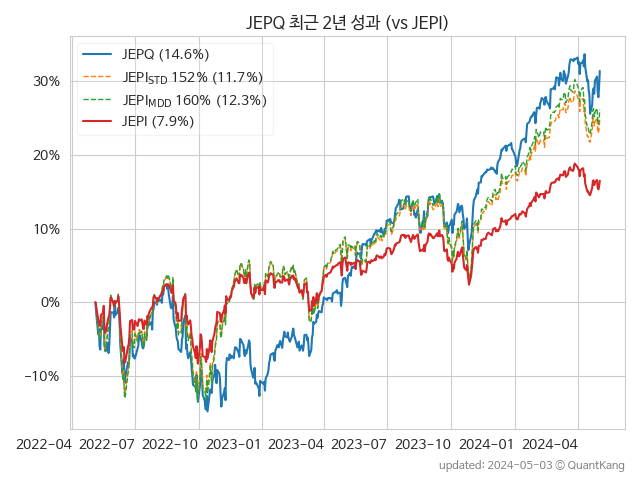 JEPQ 최근 2년 성과 (vs JEPI)
JEPQ (14.6%)
JEPI_STD 152% (11.7%)
JEPI_MDD 160% (12.3%)
JEPI (7.9%)
30%
20%
10%
0%
−10%
2022-04 2022-07 2022-10 2023-01 2023-04 2023-07 2023-10 2024-01 2024-04
updated: 2024-05-03 © QuantKang